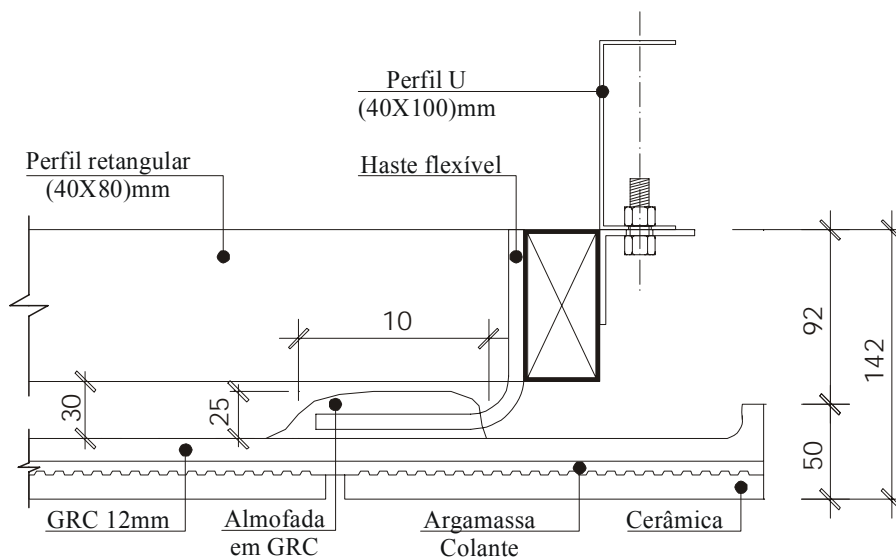 Perfil U
(40X100)mm
Perfil retangular
(40X80)mm
Haste flexível
10
92
142
30
25
50
GRC 12mm
Almofada
em GRC
Argamassa
Colante
Cerâmica